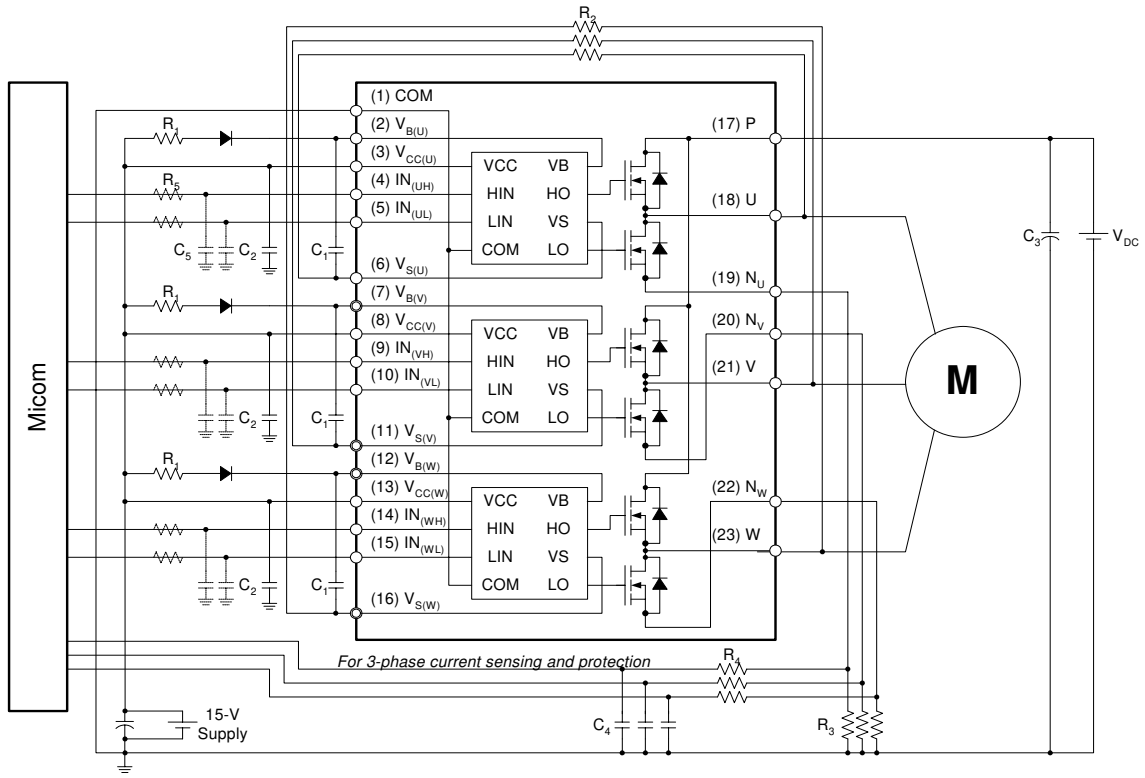 R2
(1) COM
R1
(2) VB(U)
(17) P
(3) VCC(U)
VCC
VB
R5
(4) IN(UH)
HIN
HO
(18) U
(5) IN(UL)
LIN
VS
C5
C2
C1
COM
LO
C3
VDC
(6) VS(U)
(19) NU
R1
(7) VB(V)
(20) NV
(8) VCC(V)
VCC
VB
(9) IN(VH)
HIN
HO
(21) V
M
Micom
(10) IN(VL)
LIN
VS
C2
C1
COM
LO
(11) VS(V)
R1
(12) VB(W)
(22) NW
(13) VCC(W)
VCC
VB
(14) IN(WH)
HIN
HO
(23) W
(15) IN(WL)
LIN
VS
C2
C1
COM
LO
(16) VS(W)
For 3-phase current sensing and protection
R4
15-V
Supply
C4
R3